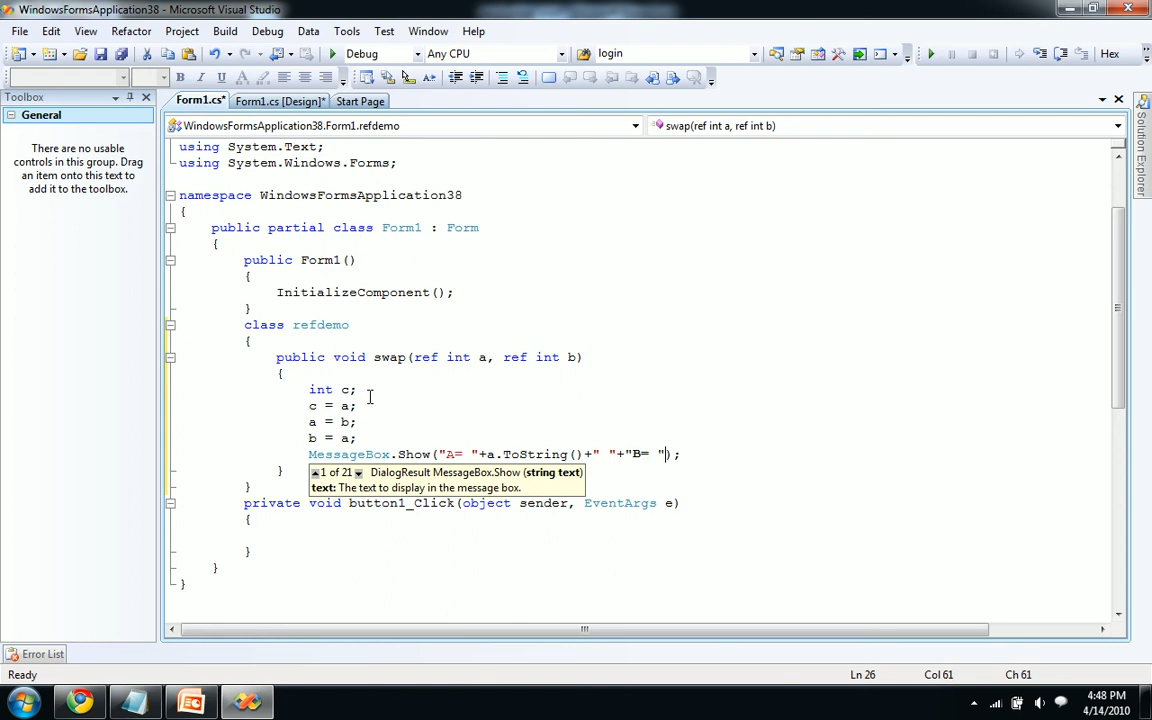 WindowsFormsApplication38 - Microsoft Visual Studio
File Edit View Refactor Project Build Debug Data Tools Test Window Help
Debug Any CPU login Hex
Toolbox
General
There are no usable
controls in this group. Drag
an item onto this text to
add it to the toolbox.
Form1.cs* Form1.cs [Design]* Start Page
WindowsFormsApplication38.Form1.refdemo swap(ref int a, ref int b)
using System.Text;
using System.Windows.Forms;
namespace WindowsFormsApplication38
{
public partial class Form1 : Form
{
public Form1()
{
InitializeComponent();
}
class refdemo
{
public void swap(ref int a, ref int b)
{
int c;
c = a;
a = b;
b = a;
MessageBox.Show("A= "+a.ToString()+" "+"B= ");
1 of 21 DialogResult MessageBox.Show (string text)
text: The text to display in the message box.
}
}
private void button1_Click(object sender, EventArgs e)
{
}
}
}
Solution Explorer
Error List
Ready Ln 26 Col 61 Ch 61
4:48 PM
4/14/2010